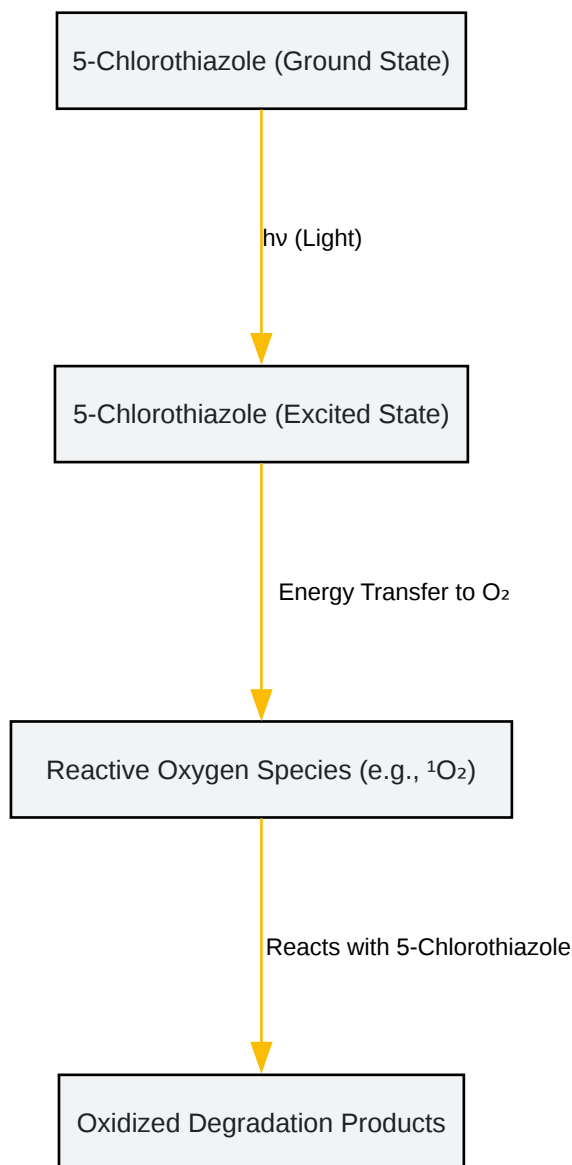 5-Chlorothiazole (Ground State)
hν (Light)
5-Chlorothiazole (Excited State)
Energy Transfer to O₂
Reactive Oxygen Species (e.g., ¹O₂)
Reacts with 5-Chlorothiazole
Oxidized Degradation Products